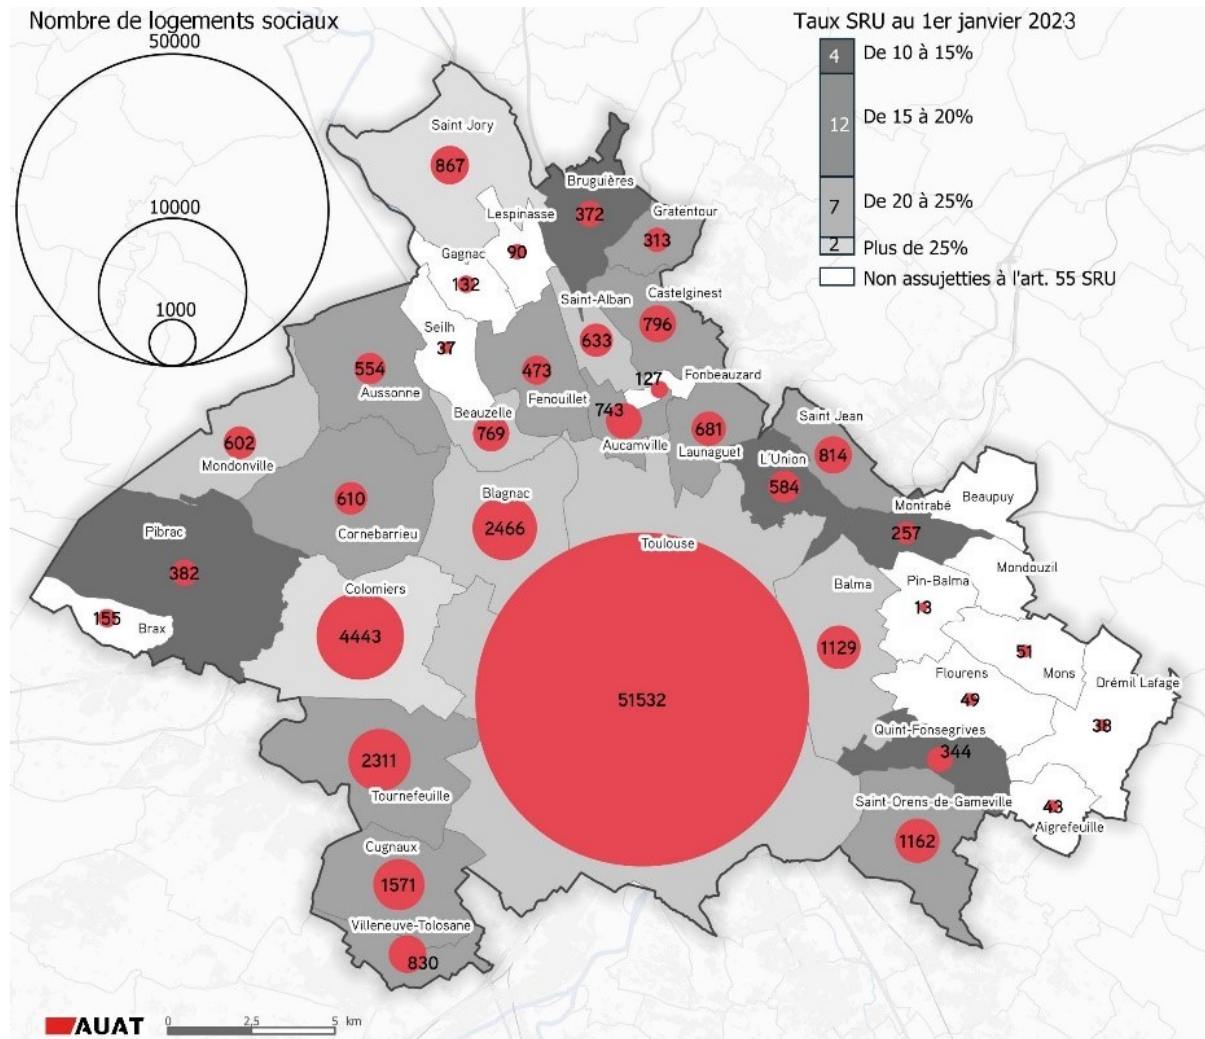 Nombre de logements sociaux
50000
10000
1000
Taux SRU au 1er janvier 2023
4 De 10 à 15%
12 De 15 à 20%
7 De 20 à 25%
2 Plus de 25%
Non assujetties à l'art. 55 SRU
Saint Jory
867
Bruguières
372
Lespinasse
90
Gratentour
313
Gagnac
132
Saint-Alban
633
Castelginest
796
Seilh
37
554
Aussonne
473
Fenouillet
127
Fonbeauzard
Beauzelle
769
743
Aucamville
681
Launaguet
Saint Jean
814
602
Mondonville
L'Union
584
Montrabé
257
Beaupuy
610
Cornebarrieu
Blagnac
2466
Toulouse
51532
Pibrac
382
Mondouzil
Balma
1129
Pin-Balma
13
Colomiers
4443
155
Brax
51
Mons
Flourens
49
Drémil Lafage
38
Quint-Fonsegrives
344
2311
Tournefeuille
Saint-Orens-de-Gameville
1162
43
Aigrefeuille
Cugnaux
1571
Villeneuve-Tolosane
830
AUAT
0 2,5 5 km